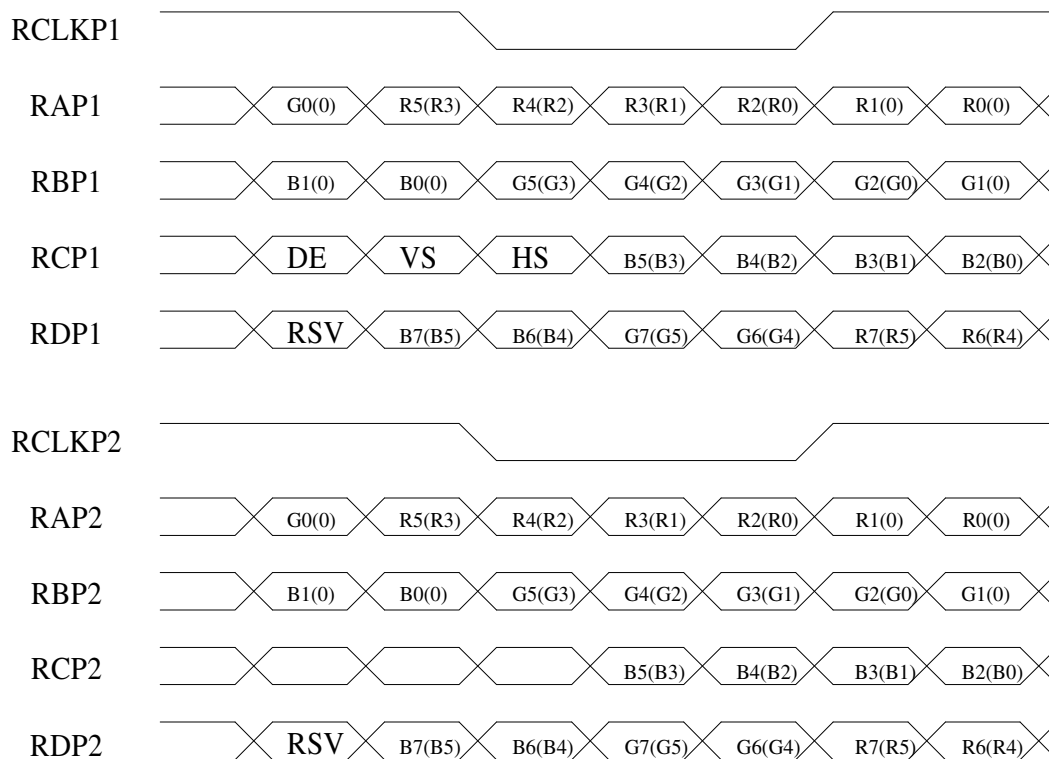 RCLKP1
RAP1 G0(0) R5(R3) R4(R2) R3(R1) R2(R0) R1(0) R0(0)
RBP1 B1(0) B0(0) G5(G3) G4(G2) G3(G1) G2(G0) G1(0)
RCP1 DE VS HS B5(B3) B4(B2) B3(B1) B2(B0)
RDP1 RSV B7(B5) B6(B4) G7(G5) G6(G4) R7(R5) R6(R4)
RCLKP2
RAP2 G0(0) R5(R3) R4(R2) R3(R1) R2(R0) R1(0) R0(0)
RBP2 B1(0) B0(0) G5(G3) G4(G2) G3(G1) G2(G0) G1(0)
RCP2 B5(B3) B4(B2) B3(B1) B2(B0)
RDP2 RSV B7(B5) B6(B4) G7(G5) G6(G4) R7(R5) R6(R4)